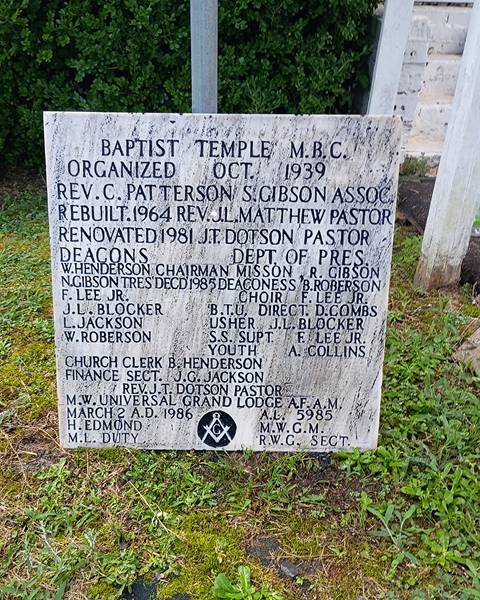 BAPTIST TEMPLE M.B.C.
ORGANIZED OCT. 1939
REV. C. PATTERSON S. GIBSON ASSOC.
REBUILT. 1964 REV. J.L. MATTHEW PASTOR
RENOVATED 1981 J.T. DOTSON PASTOR
DEACONS DEPT. OF PRES.
W. HENDERSON CHAIRMAN MISSON R. GIBSON
N. GIBSON TRES' DECD 1985 DEACONESS B. ROBERSON
F. LEE JR. CHOIR F. LEE JR.
J.L. BLOCKER B.T.U. DIRECT. D. COMBS
L. JACKSON USHER J.L. BLOCKER
W. ROBERSON S.S. SUPT. F. LEE JR.
YOUTH A. COLLINS
CHURCH CLERK B. HENDERSON
FINANCE SECT. J.G. JACKSON
REV. J.T. DOTSON PASTOR
M.W. UNIVERSAL GRAND LODGE A.F.A.M.
MARCH 2 A.D. 1986 A.L. 5985
H. EDMOND M.W.G.M.
M.L. DUTY R.W.G. SECT.
G